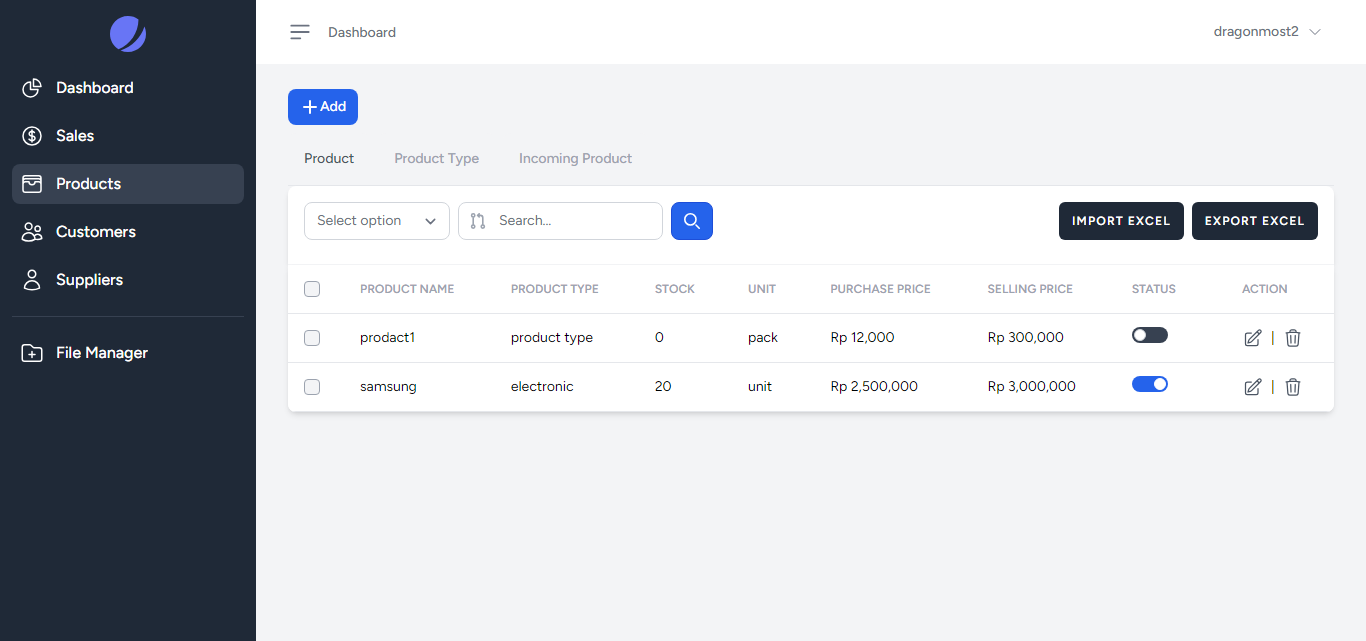 Dashboard
dragonmost2
Dashboard
Sales
Products
Customers
Suppliers
File Manager
Add
Product Product Type Incoming Product
Select option Search... IMPORT EXCEL EXPORT EXCEL
PRODUCT NAME PRODUCT TYPE STOCK UNIT PURCHASE PRICE SELLING PRICE STATUS ACTION
prodact1 product type 0 pack Rp 12,000 Rp 300,000 |
samsung electronic 20 unit Rp 2,500,000 Rp 3,000,000 |